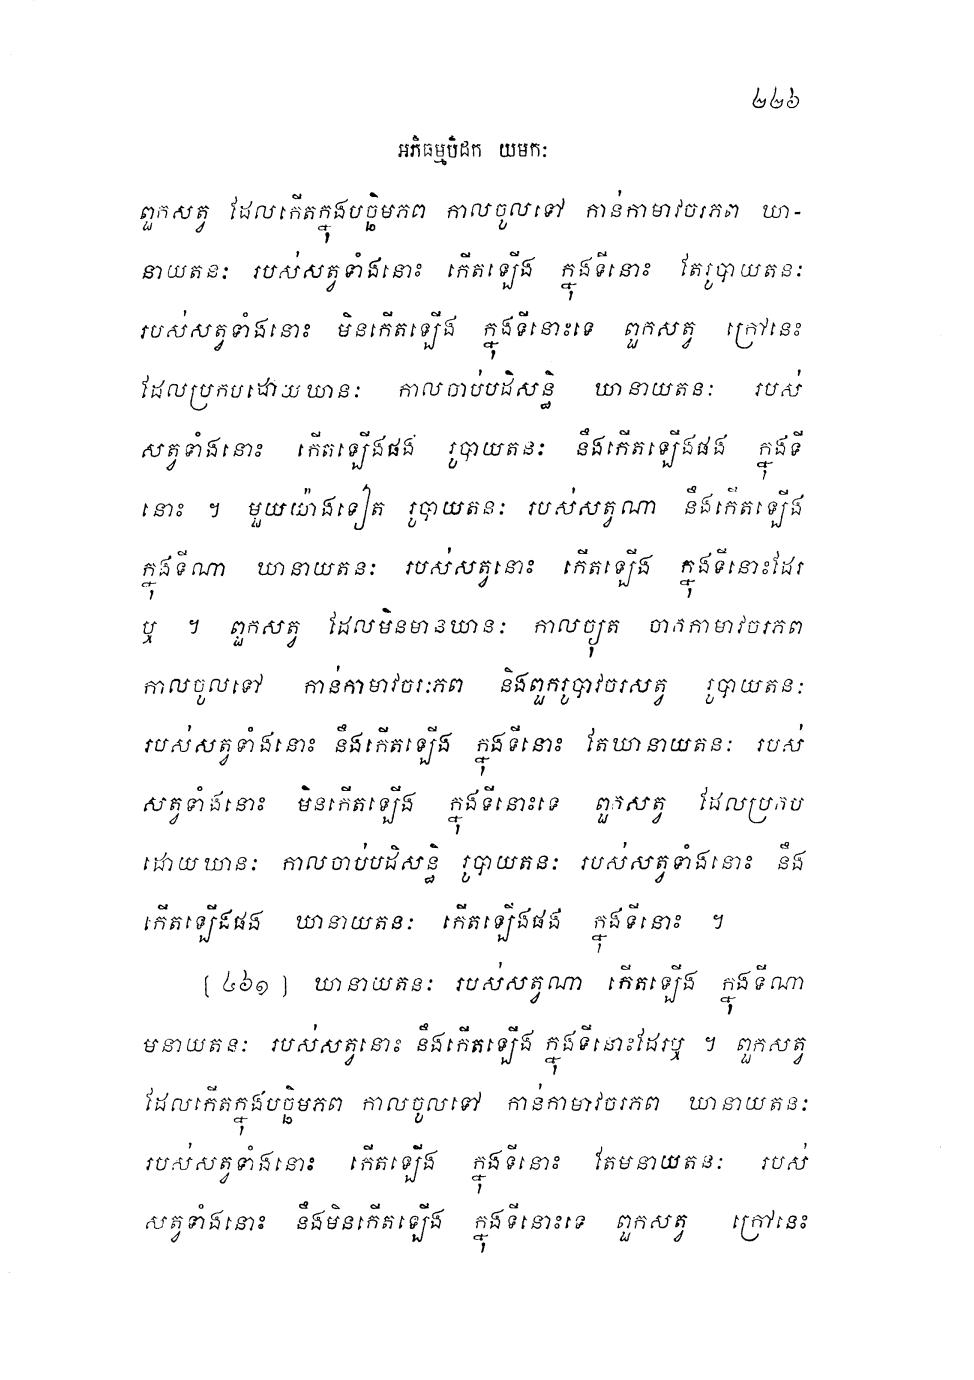 ២២៦
អភិធម្មបិដក យមកៈ
ពួកសត្វ ដែលកើតក្នុងបច្ឆិមភព កាលចូលទៅ កាន់កាមាវចរភព ឃា-
នាយតនៈ របស់សត្វទាំងនោះ កើតឡើង ក្នុងទីនោះ តែរូបាយតនៈ
របស់សត្វទាំងនោះ មិនកើតឡើង ក្នុងទីនោះទេ ពួកសត្វ ក្រៅនេះ
ដែលប្រកបដោយឃានៈ កាលចាប់បដិសន្ធិ ឃានាយតនៈ របស់
សត្វទាំងនោះ កើតឡើងផង រូបាយតនៈ នឹងកើតឡើងផង ក្នុងទី
នោះ ។ មួយយ៉ាងទៀត រូបាយតនៈ របស់សត្វណា នឹងកើតឡើង
ក្នុងទីណា ឃានាយតនៈ របស់សត្វនោះ កើតឡើង ក្នុងទីនោះដែរ
ឬ ។ ពួកសត្វ ដែលមិនមានឃានៈ កាលច្យុត ចាកកាមាវចរភព
កាលចូលទៅ កាន់កាមាវចរៈភព និងពួករូបាវចរសត្វ រូបាយតនៈ
របស់សត្វទាំងនោះ នឹងកើតឡើង ក្នុងទីនោះ តែឃានាយតនៈ របស់
សត្វទាំងនោះ មិនកើតឡើង ក្នុងទីនោះទេ ពួកសត្វ ដែលប្រកប
ដោយឃានៈ កាលចាប់បដិសន្ធិ រូបាយតនៈ របស់សត្វទាំងនោះ នឹង
កើតឡើងផង ឃានាយតនៈ កើតឡើងផង ក្នុងទីនោះ ។
[៤៦១] ឃានាយតនៈ របស់សត្វណា កើតឡើង ក្នុងទីណា
មនាយតនៈ របស់សត្វនោះ នឹងកើតឡើង ក្នុងទីនោះដែរឬ ។ ពួកសត្វ
ដែលកើតក្នុងបច្ឆិមភព កាលចូលទៅ កាន់កាមាវចរភព ឃានាយតនៈ
របស់សត្វទាំងនោះ កើតឡើង ក្នុងទីនោះ តែមនាយតនៈ របស់
សត្វទាំងនោះ នឹងមិនកើតឡើង ក្នុងទីនោះទេ ពួកសត្វ ក្រៅនេះ